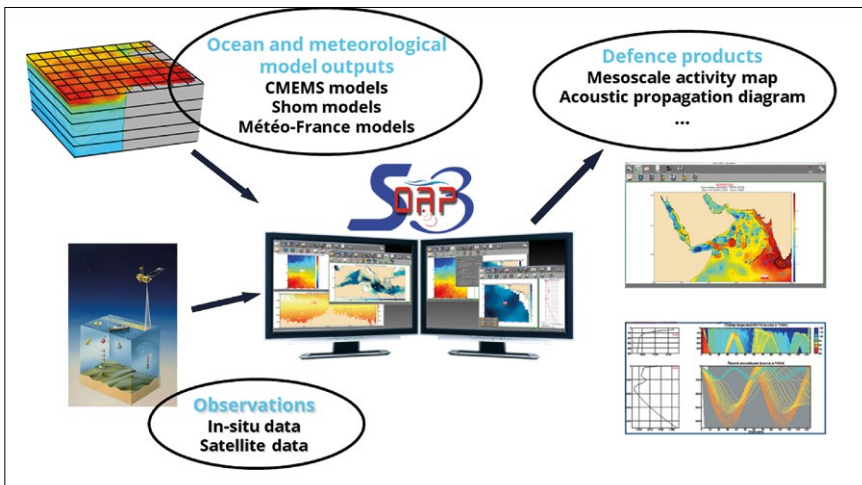 Ocean and meteorological
model outputs
CMEMS models
Shom models
Météo-France models
Defence products
Mesoscale activity map
Acoustic propagation diagram
...
SOAP 3
Observations
In-situ data
Satellite data